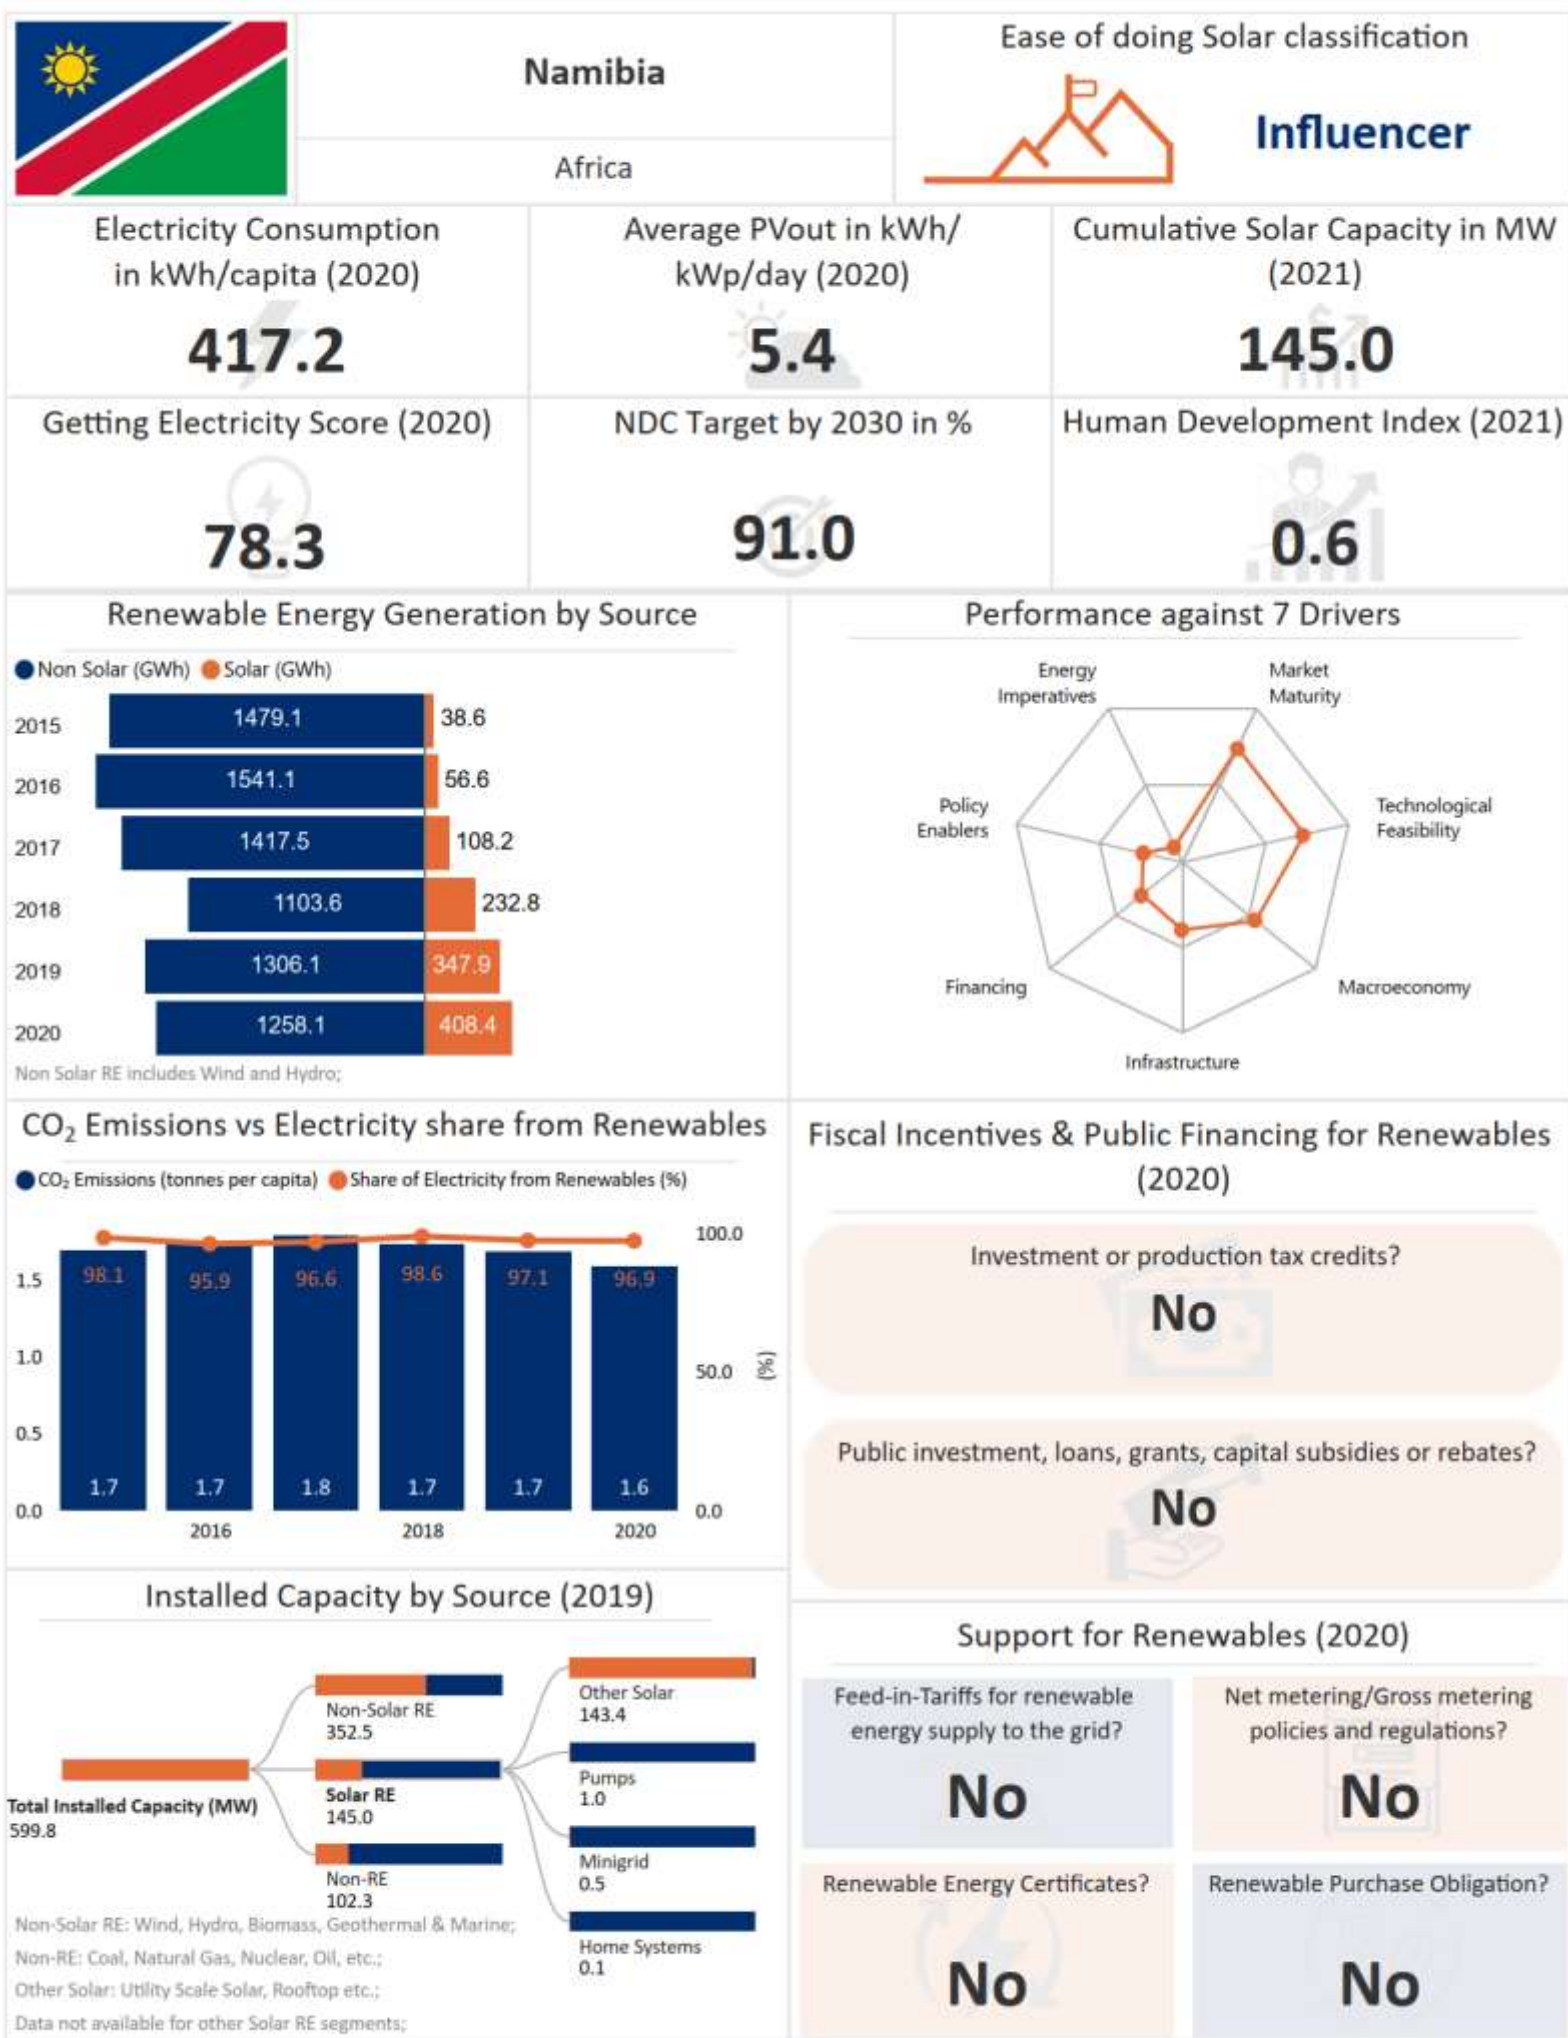 Namibia
Africa
Ease of doing Solar classification
Influencer
Electricity Consumption
in kWh/capita (2020)
417.2
Average PVout in kWh/
kWp/day (2020)
5.4
Cumulative Solar Capacity in MW
(2021)
145.0
Getting Electricity Score (2020)
78.3
NDC Target by 2030 in %
91.0
Human Development Index (2021)
0.6
Renewable Energy Generation by Source
Non Solar (GWh) Solar (GWh)
2015 1479.1 38.6
2016 1541.1 56.6
2017 1417.5 108.2
2018 1103.6 232.8
2019 1306.1 347.9
2020 1258.1 408.4
Non Solar RE includes Wind and Hydro;
Performance against 7 Drivers
Energy
Imperatives
Market
Maturity
Policy
Enablers
Technological
Feasibility
Financing
Macroeconomy
Infrastructure
CO₂ Emissions vs Electricity share from Renewables
CO₂ Emissions (tonnes per capita) Share of Electricity from Renewables (%)
100.0
1.5 98.1 95.9 96.6 98.6 97.1 96.9
1.0
50.0 (%)
0.5
1.7 1.7 1.8 1.7 1.7 1.6
0.0 0.0
2016 2018 2020
Fiscal Incentives & Public Financing for Renewables
(2020)
Investment or production tax credits?
No
Public investment, loans, grants, capital subsidies or rebates?
No
Installed Capacity by Source (2019)
Total Installed Capacity (MW)
599.8
Non-Solar RE
352.5
Solar RE
145.0
Non-RE
102.3
Other Solar
143.4
Pumps
1.0
Minigrid
0.5
Home Systems
0.1
Non-Solar RE: Wind, Hydro, Biomass, Geothermal & Marine;
Non-RE: Coal, Natural Gas, Nuclear, Oil, etc.;
Other Solar: Utility Scale Solar, Rooftop etc.;
Data not available for other Solar RE segments;
Support for Renewables (2020)
Feed-in-Tariffs for renewable
energy supply to the grid?
No
Net metering/Gross metering
policies and regulations?
No
Renewable Energy Certificates?
No
Renewable Purchase Obligation?
No